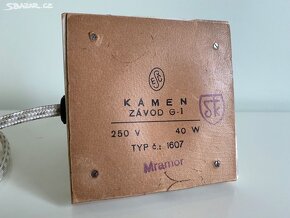 SBAZAR.CZ
KÁMEN
ZÁVOD G-1
250 V 40 W
TYP č.: 1607
Mramor